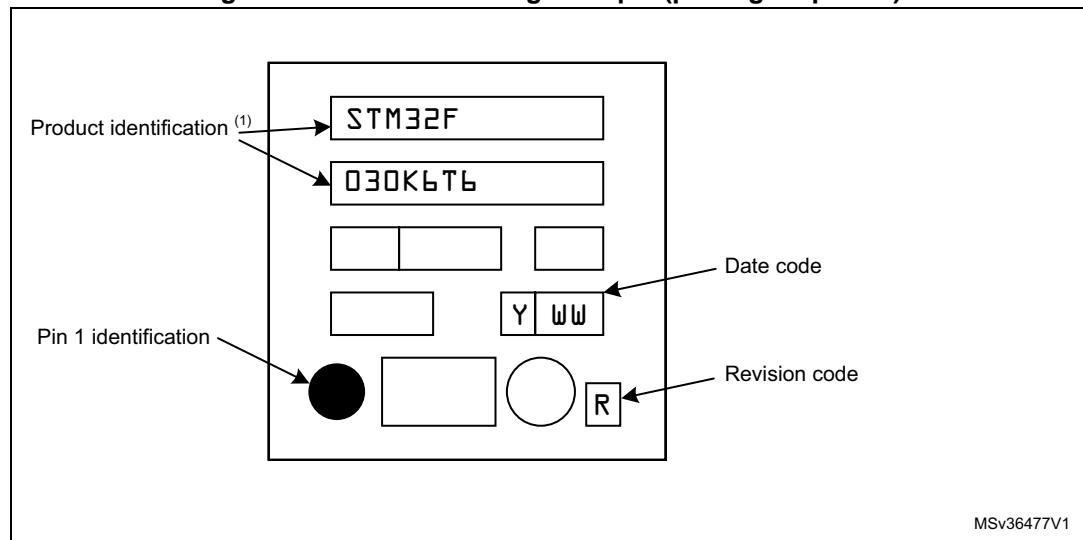 STM32F
Product identification (1)
030K6T6
Date code
Y WW
Pin 1 identification
Revision code
R
MSv36477V1